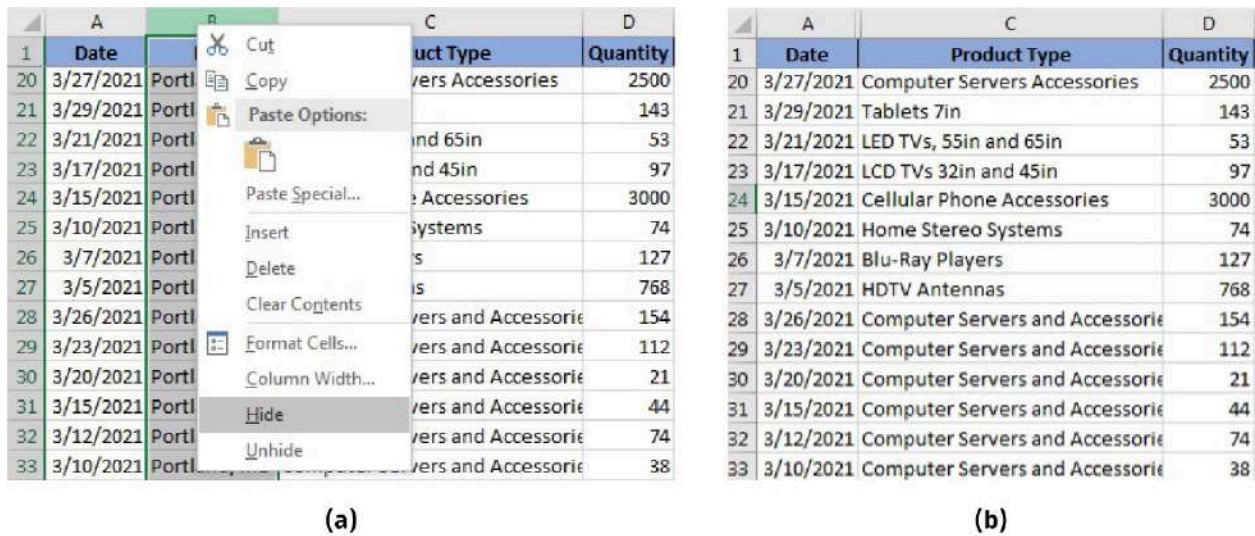 A B C D
1 Date uct Type Quantity
20 3/27/2021 Portl vers Accessories 2500
21 3/29/2021 Portl 143
22 3/21/2021 Portl nd 65in 53
23 3/17/2021 Portl nd 45in 97
24 3/15/2021 Portl Accessories 3000
25 3/10/2021 Portl ystems 74
26 3/7/2021 Portl 127
27 3/5/2021 Portl 768
28 3/26/2021 Portl vers and Accessorie 154
29 3/23/2021 Portl vers and Accessorie 112
30 3/20/2021 Portl vers and Accessorie 21
31 3/15/2021 Portl vers and Accessorie 44
32 3/12/2021 Portl vers and Accessorie 74
33 3/10/2021 Portl vers and Accessorie 38
Cut
Copy
Paste Options:
Paste Special...
Insert
Delete
Clear Contents
Format Cells...
Column Width...
Hide
Unhide
(a)
A C D
1 Date Product Type Quantity
20 3/27/2021 Computer Servers Accessories 2500
21 3/29/2021 Tablets 7in 143
22 3/21/2021 LED TVs, 55in and 65in 53
23 3/17/2021 LCD TVs 32in and 45in 97
24 3/15/2021 Cellular Phone Accessories 3000
25 3/10/2021 Home Stereo Systems 74
26 3/7/2021 Blu-Ray Players 127
27 3/5/2021 HDTV Antennas 768
28 3/26/2021 Computer Servers and Accessorie 154
29 3/23/2021 Computer Servers and Accessorie 112
30 3/20/2021 Computer Servers and Accessorie 21
31 3/15/2021 Computer Servers and Accessorie 44
32 3/12/2021 Computer Servers and Accessorie 74
33 3/10/2021 Computer Servers and Accessorie 38
(b)